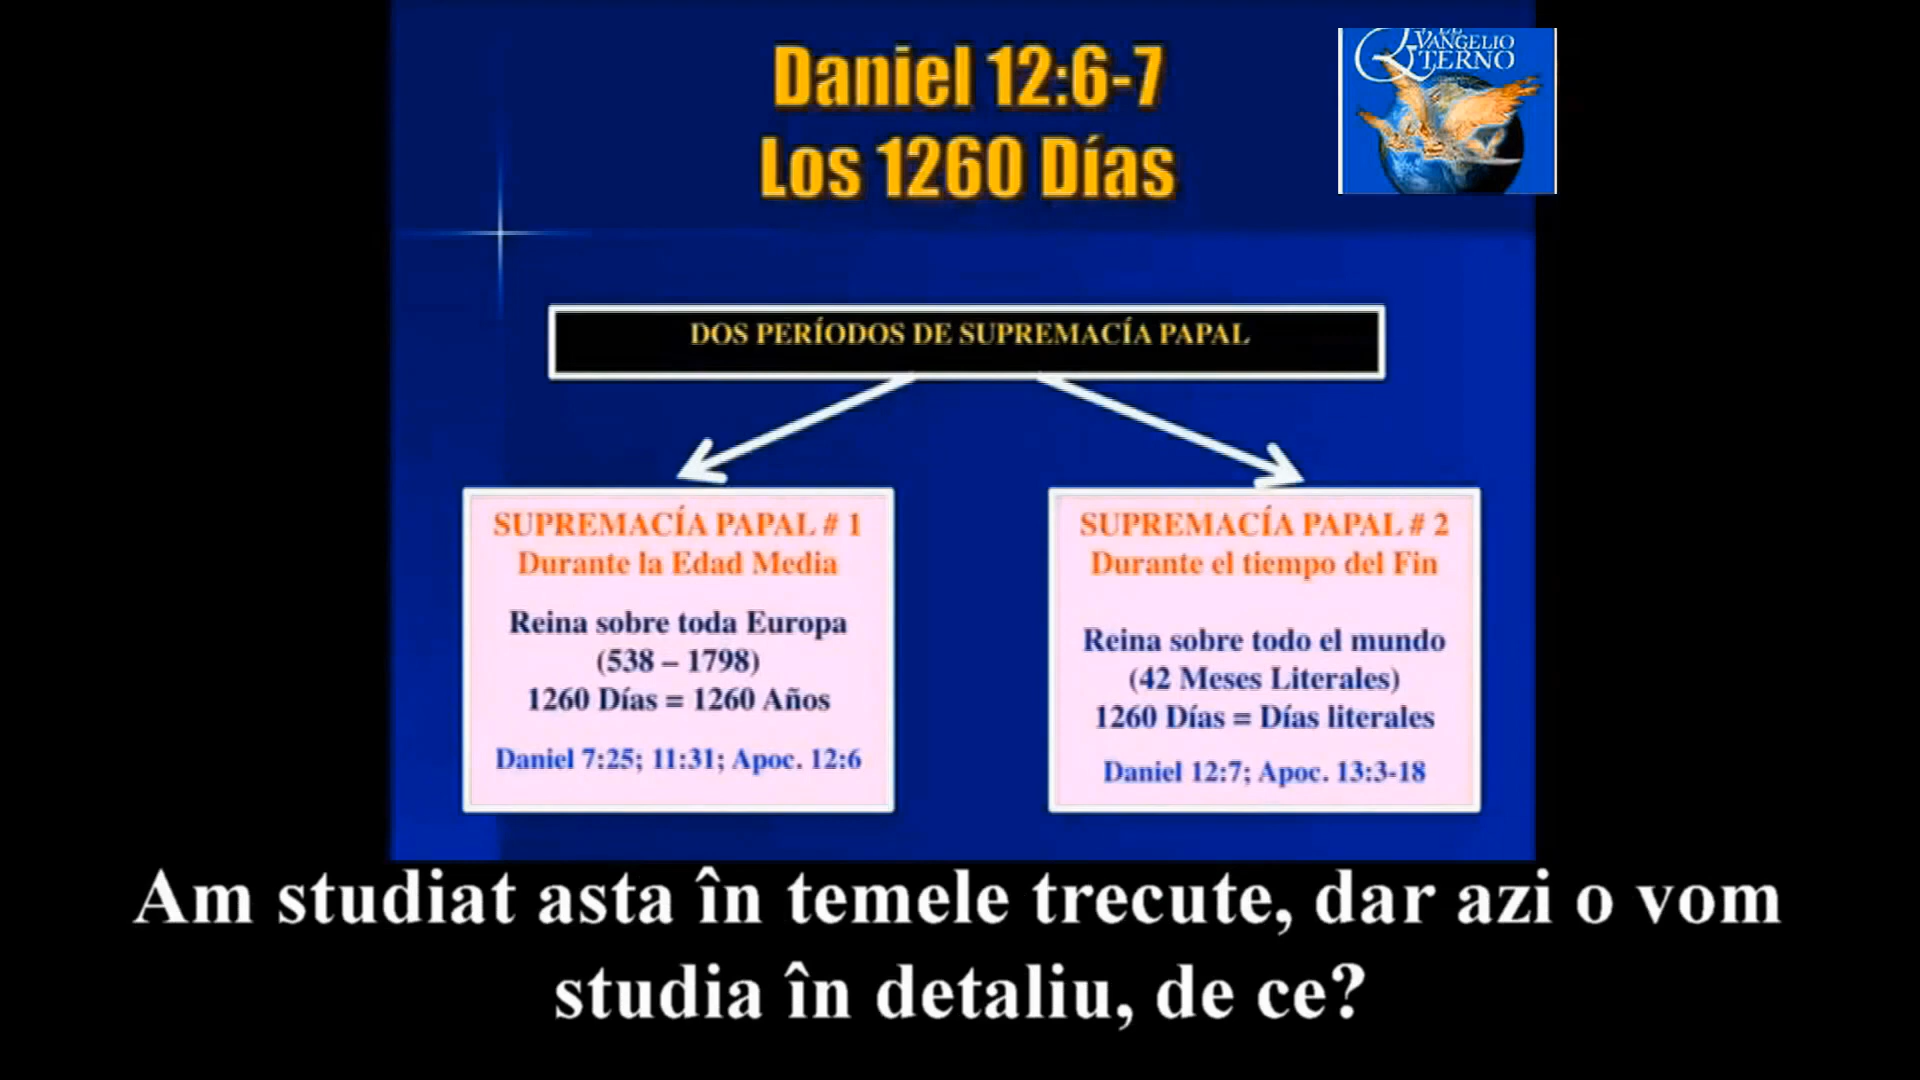 Daniel 12:6-7
Los 1260 Días
DE
EVANGELIO
ETERNO
DOS PERÍODOS DE SUPREMACÍA PAPAL
SUPREMACÍA PAPAL # 1
Durante la Edad Media
Reina sobre toda Europa
(538 – 1798)
1260 Días = 1260 Años
Daniel 7:25; 11:31; Apoc. 12:6
SUPREMACÍA PAPAL # 2
Durante el tiempo del Fin
Reina sobre todo el mundo
(42 Meses Literales)
1260 Días = Días literales
Daniel 12:7; Apoc. 13:3-18
Am studiat asta în temele trecute, dar azi o vom
studia în detaliu, de ce?